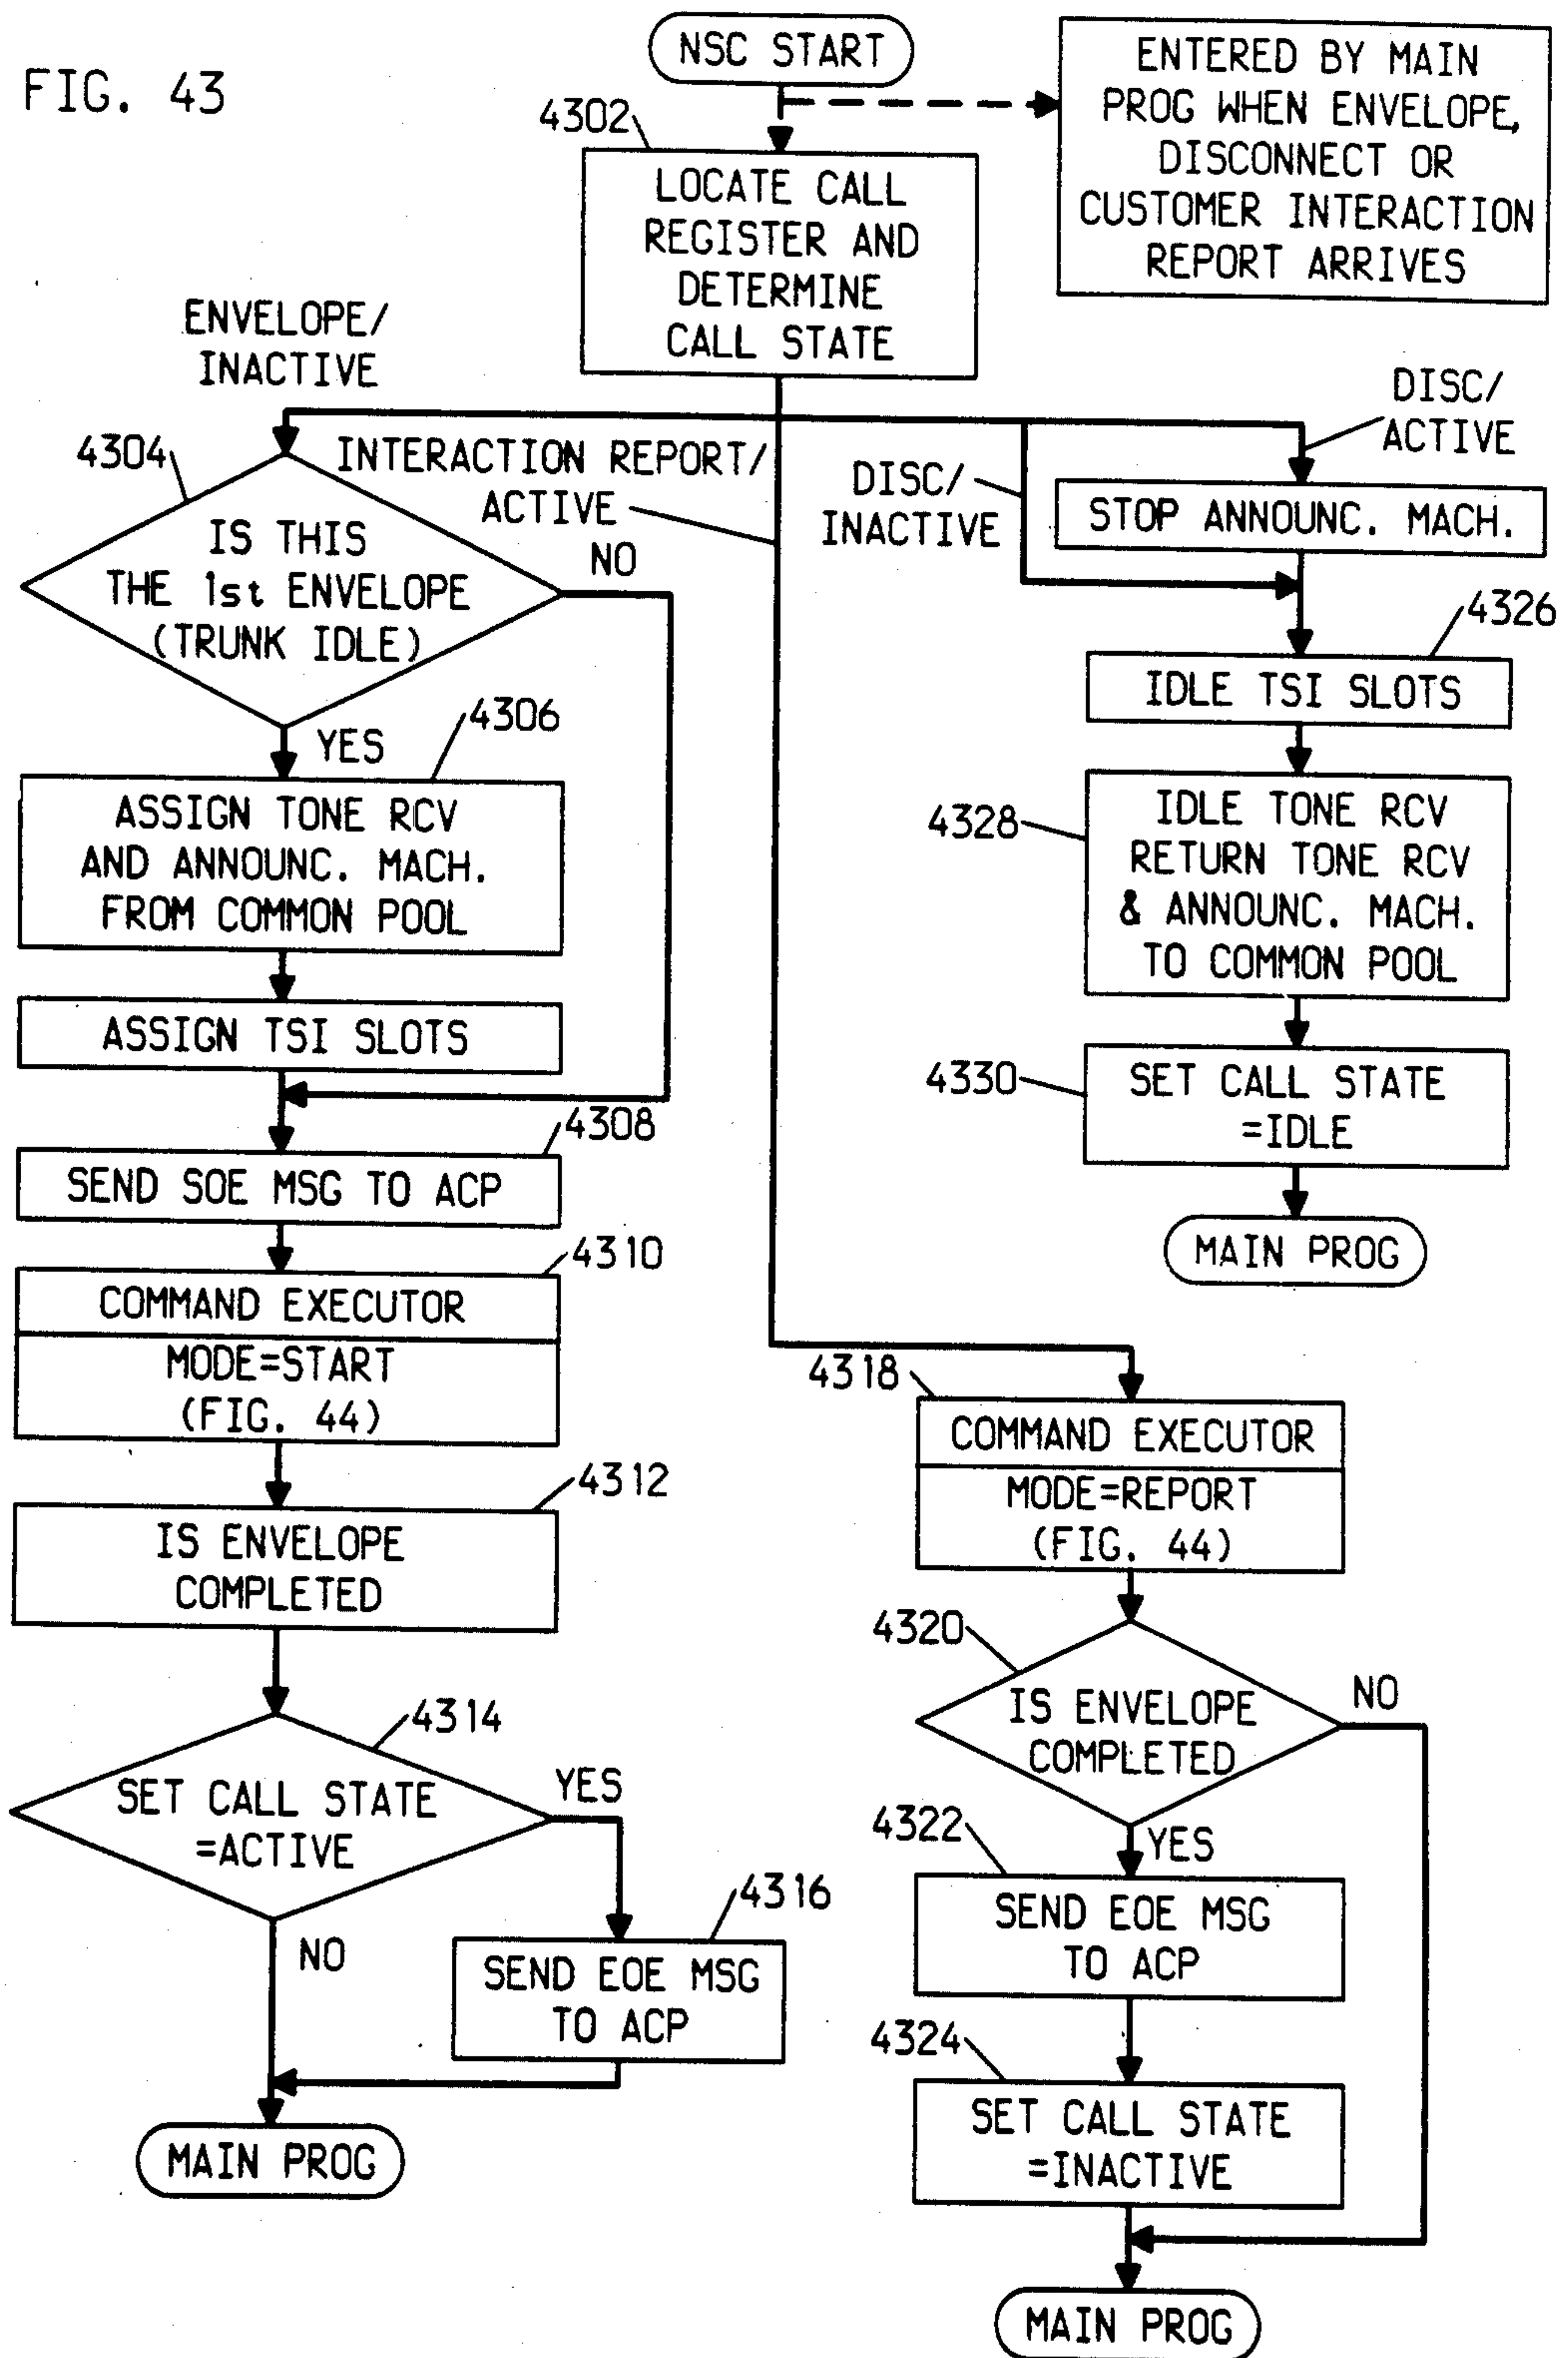 FIG. 43
NSC START
ENTERED BY MAIN
PROG WHEN ENVELOPE,
DISCONNECT OR
CUSTOMER INTERACTION
REPORT ARRIVES
4302
LOCATE CALL
REGISTER AND
DETERMINE
CALL STATE
ENVELOPE/
INACTIVE
4304
IS THIS
THE 1st ENVELOPE
(TRUNK IDLE)
NO
YES
4306
ASSIGN TONE RCV
AND ANNOUNC. MACH.
FROM COMMON POOL
ASSIGN TSI SLOTS
4308
SEND SOE MSG TO ACP
4310
COMMAND EXECUTOR
MODE=START
(FIG. 44)
4312
IS ENVELOPE
COMPLETED
4314
SET CALL STATE
=ACTIVE
YES
NO
4316
SEND EOE MSG
TO ACP
MAIN PROG
INTERACTION REPORT/
ACTIVE
4318
COMMAND EXECUTOR
MODE=REPORT
(FIG. 44)
4320
IS ENVELOPE
COMPLETED
NO
YES
4322
SEND EOE MSG
TO ACP
4324
SET CALL STATE
=INACTIVE
MAIN PROG
DISC/
INACTIVE
DISC/
ACTIVE
STOP ANNOUNC. MACH.
4326
IDLE TSI SLOTS
4328
IDLE TONE RCV
RETURN TONE RCV
& ANNOUNC. MACH.
TO COMMON POOL
4330
SET CALL STATE
=IDLE
MAIN PROG